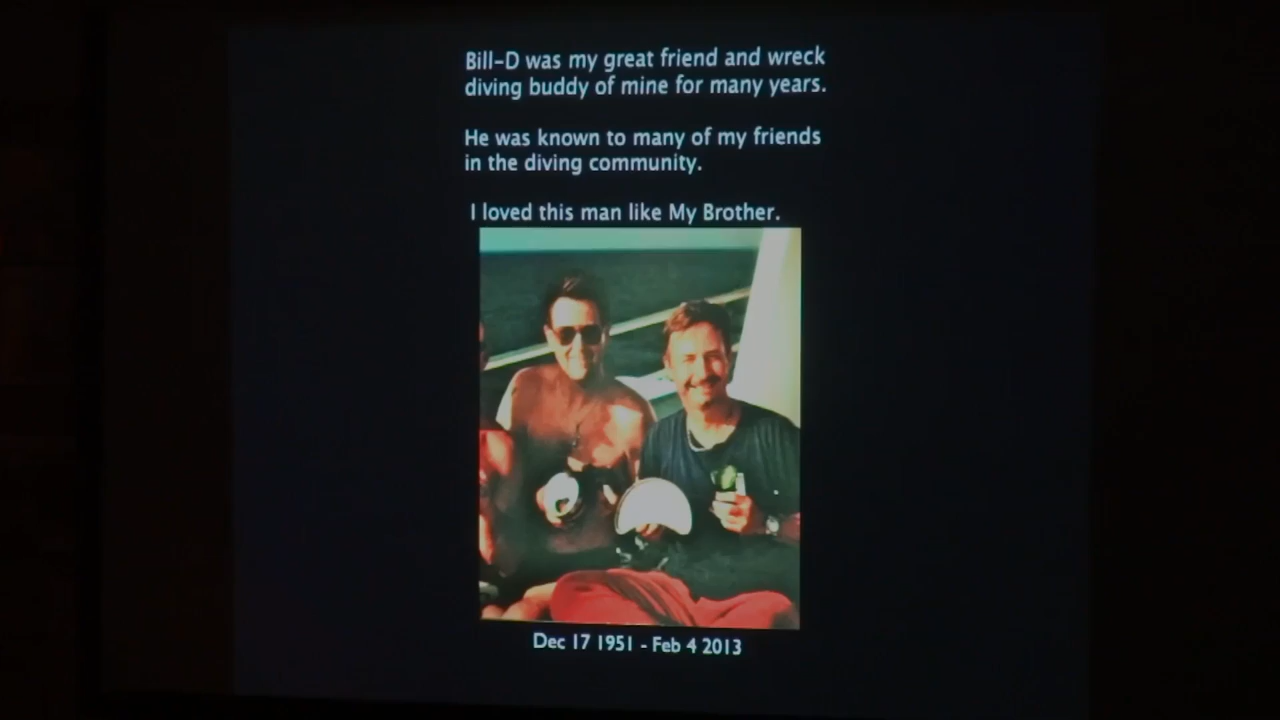 Bill-D was my great friend and wreck
diving buddy of mine for many years.
He was known to many of my friends
in the diving community.
I loved this man like My Brother.
Dec 17 1951 - Feb 4 2013